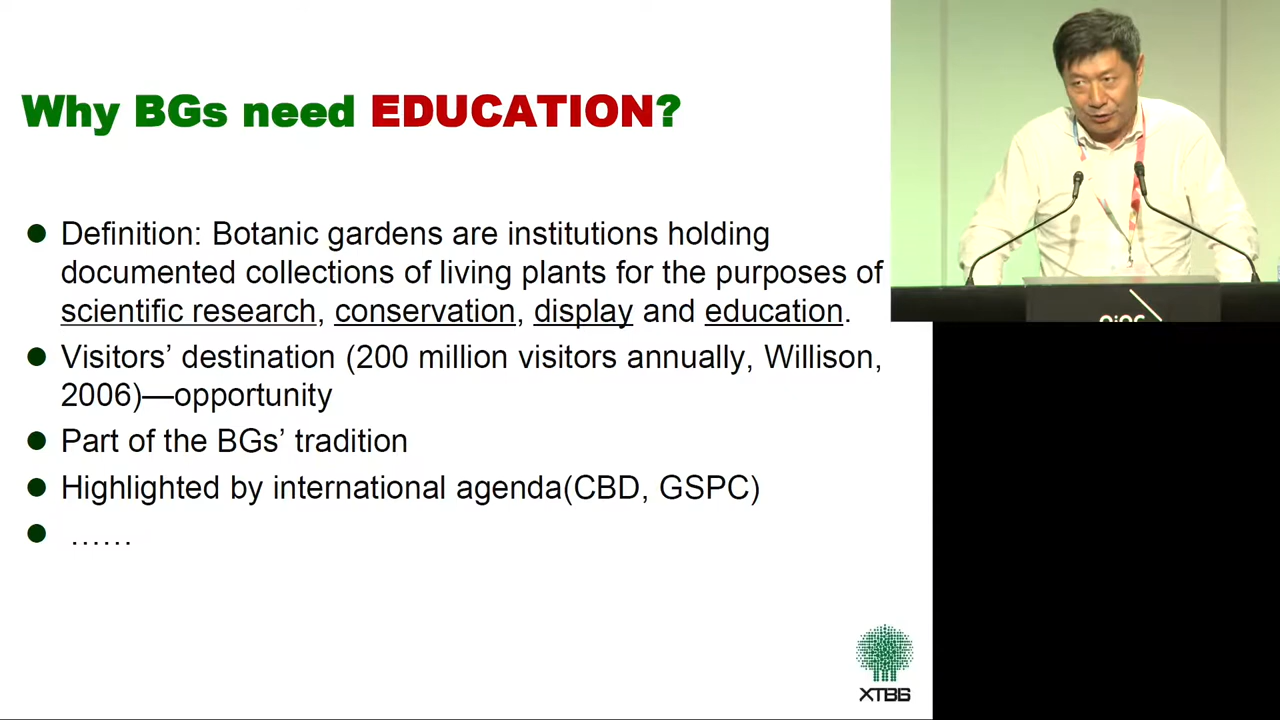 Why BGs need EDUCATION?
● Definition: Botanic gardens are institutions holding
documented collections of living plants for the purposes of
scientific research, conservation, display and education.
● Visitors’ destination (200 million visitors annually, Willison,
2006)—opportunity
● Part of the BGs’ tradition
● Highlighted by international agenda(CBD, GSPC)
● ……
XTBG